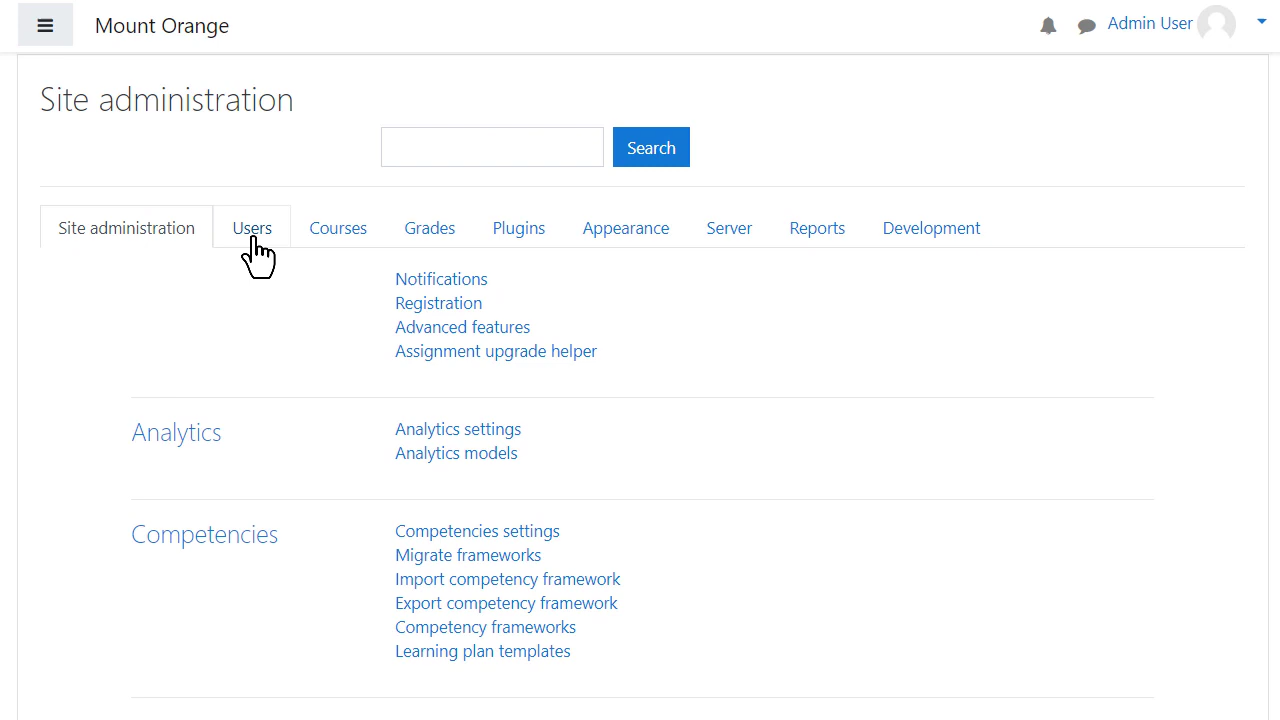 Mount Orange
Admin User
Site administration
Search
Site administration Users Courses Grades Plugins Appearance Server Reports Development
Notifications
Registration
Advanced features
Assignment upgrade helper
Analytics
Analytics settings
Analytics models
Competencies
Competencies settings
Migrate frameworks
Import competency framework
Export competency framework
Competency frameworks
Learning plan templates